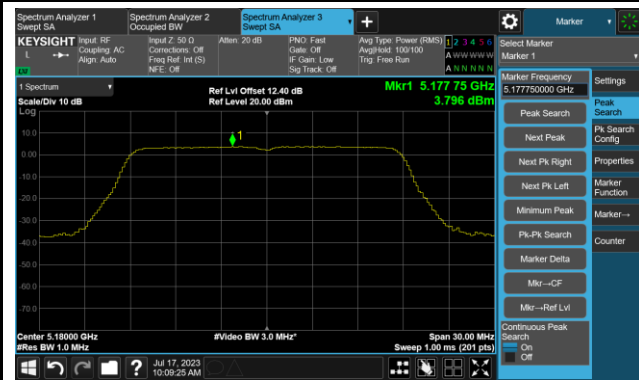 Spectrum Analyzer 1
Swept SA
Spectrum Analyzer 2
Occupied BW
Spectrum Analyzer 3
Swept SA
Marker
KEYSIGHT
L
LXI
Input: RF
Coupling: AC
Align: Auto
Input Z: 50 Ω
Corrections: Off
Freq Ref: Int (S)
NFE: Off
Atten: 20 dB
PNO: Fast
Gate: Off
IF Gain: Low
Sig Track: Off
Avg Type: Power (RMS)
Avg|Hold: 100/100
Trig: Free Run
1 2 3 4 5 6
A W W W W W
A N N N N N
Select Marker
Marker 1
1 Spectrum
Scale/Div 10 dB
Log
Ref Lvl Offset 12.40 dB
Ref Level 20.00 dBm
Mkr1 5.177 75 GHz
3.796 dBm
10.0
0.00
-10.0
-20.0
-30.0
-40.0
-50.0
-60.0
-70.0
1
Center 5.18000 GHz
#Res BW 1.0 MHz
#Video BW 3.0 MHz*
Span 30.00 MHz
Sweep 1.00 ms (201 pts)
Marker Frequency
5.177750000 GHz
Peak Search
Next Peak
Next Pk Right
Next Pk Left
Minimum Peak
Pk-Pk Search
Marker Delta
Mkr→CF
Mkr→Ref Lvl
Continuous Peak
Search
On
Off
Settings
Peak
Search
Pk Search
Config
Properties
Marker
Function
Marker→
Counter
?
Jul 17, 2023
10:09:25 AM